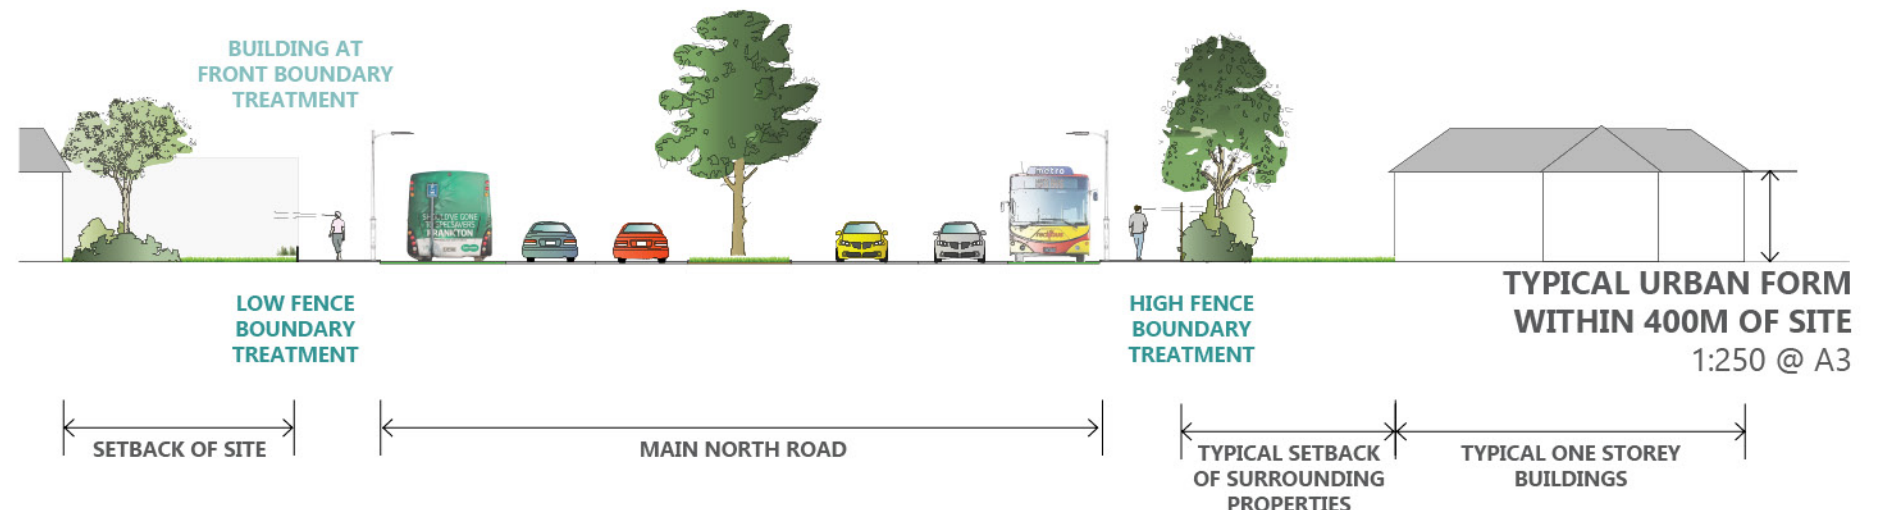 BUILDING AT
FRONT BOUNDARY
TREATMENT
metro
FRANKTON
LOW FENCE
BOUNDARY
TREATMENT
HIGH FENCE
BOUNDARY
TREATMENT
TYPICAL URBAN FORM
WITHIN 400M OF SITE
1:250 @ A3
SETBACK OF SITE
MAIN NORTH ROAD
TYPICAL SETBACK
OF SURROUNDING
PROPERTIES
TYPICAL ONE STOREY
BUILDINGS